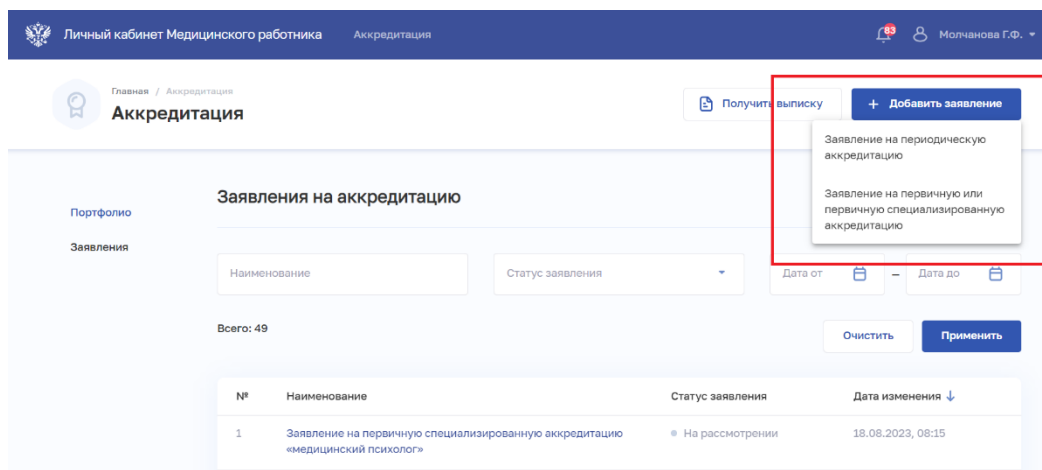 Личный кабинет Медицинского работника Аккредитация 83 Молчанова Г.Ф.
Главная / Аккредитация
Аккредитация
Получить выписку + Добавить заявление
Заявление на периодическую
аккредитацию
Заявление на первичную или
первичную специализированную
аккредитацию
Портфолио
Заявления
Заявления на аккредитацию
Наименование Статус заявления Дата от – Дата до
Всего: 49
Очистить Применить
№ Наименование Статус заявления Дата изменения ↓
1 Заявление на первичную специализированную аккредитацию На рассмотрении 18.08.2023, 08:15
«медицинский психолог»